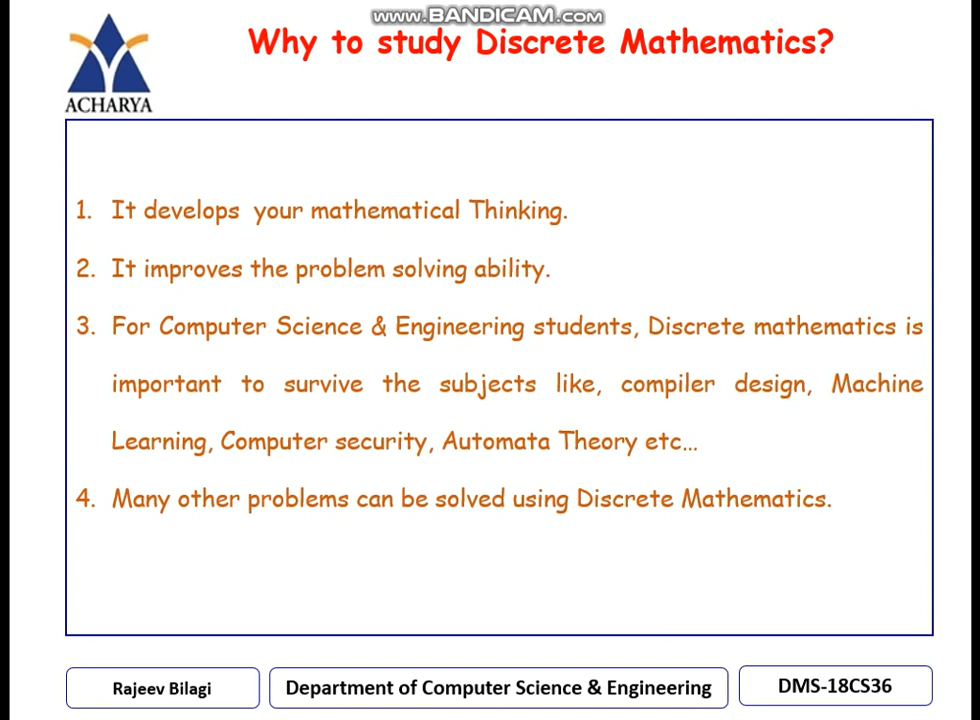 www.BANDICAM.com
Why to study Discrete Mathematics?
ACHARYA
1. It develops your mathematical Thinking.
2. It improves the problem solving ability.
3. For Computer Science & Engineering students, Discrete mathematics is
important to survive the subjects like, compiler design, Machine
Learning, Computer security, Automata Theory etc...
4. Many other problems can be solved using Discrete Mathematics.
Rajeev Bilagi
Department of Computer Science & Engineering
DMS-18CS36